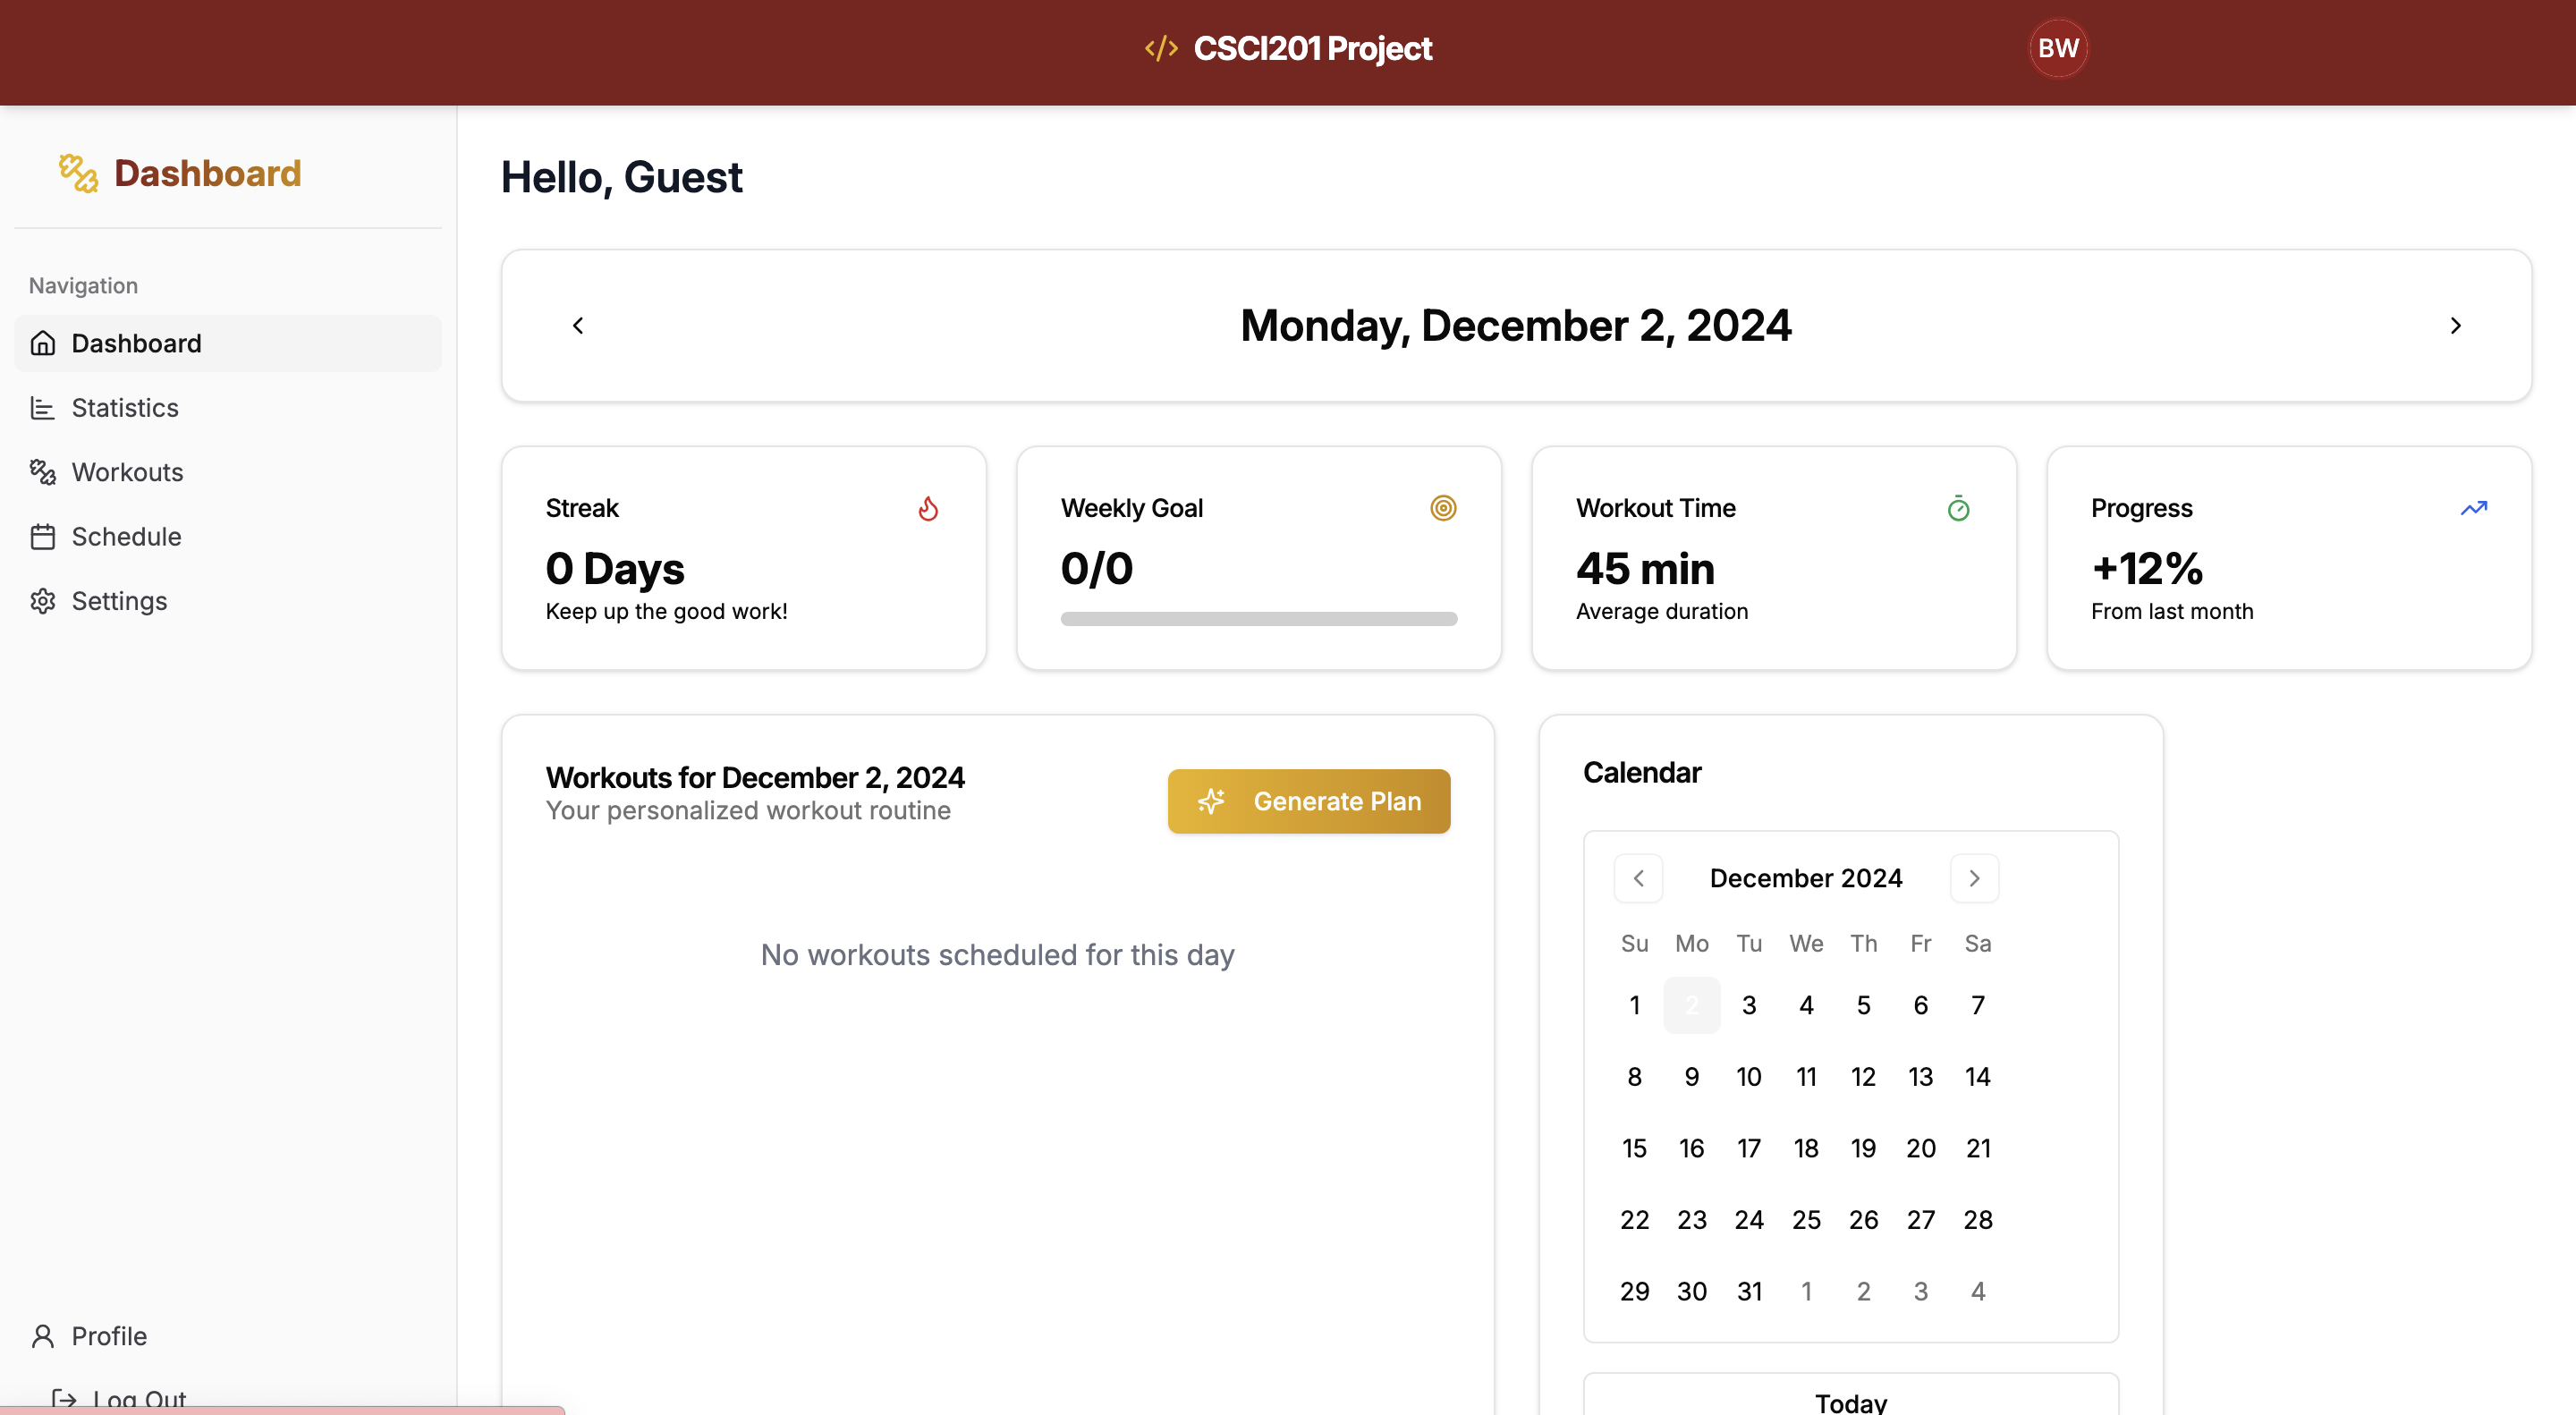 CSCI201 Project
BW
Dashboard
Navigation
Dashboard
Statistics
Workouts
Schedule
Settings
Profile
Log Out
Hello, Guest
Monday, December 2, 2024
Streak
0 Days
Keep up the good work!
Weekly Goal
0/0
Workout Time
45 min
Average duration
Progress
+12%
From last month
Workouts for December 2, 2024
Your personalized workout routine
Generate Plan
No workouts scheduled for this day
Calendar
December 2024
Su Mo Tu We Th Fr Sa
1 2 3 4 5 6 7
8 9 10 11 12 13 14
15 16 17 18 19 20 21
22 23 24 25 26 27 28
29 30 31 1 2 3 4
Today